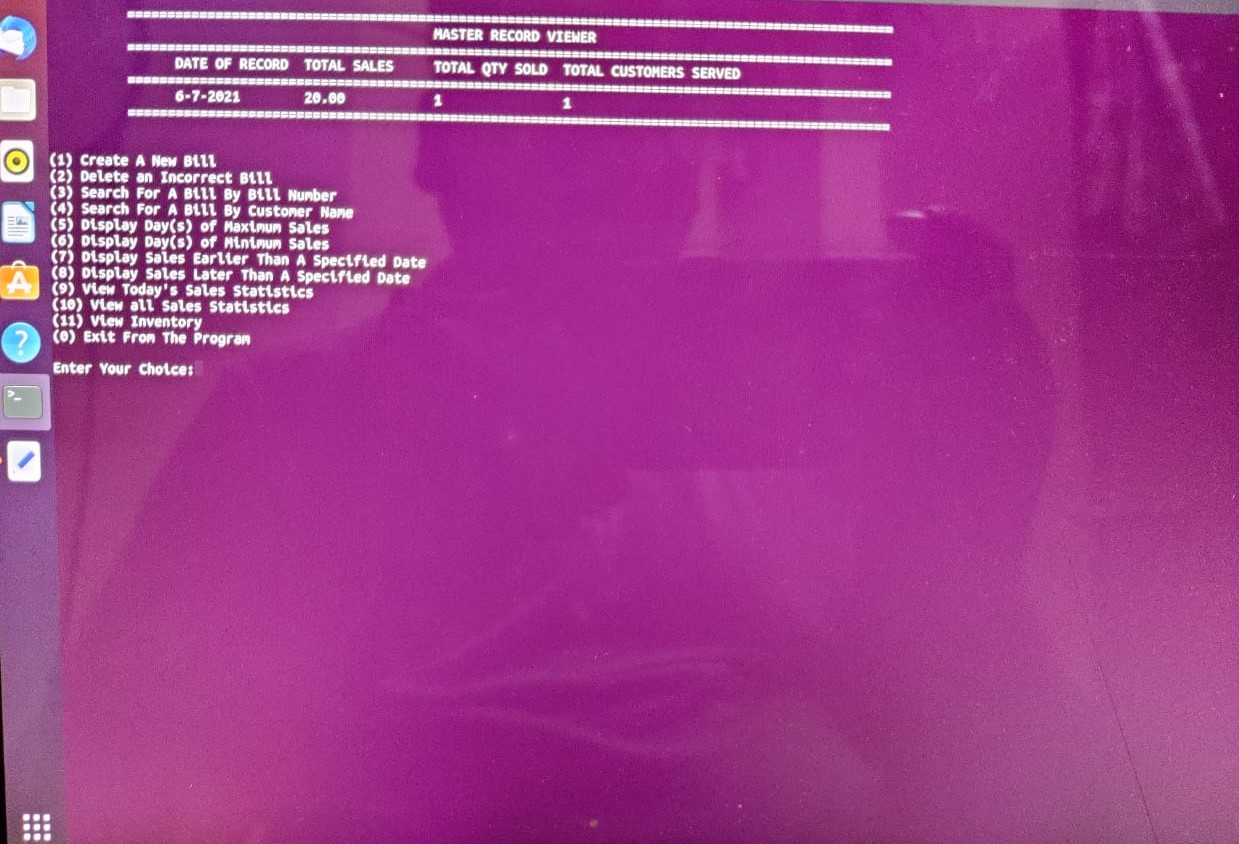 MASTER RECORD VIEWER
DATE OF RECORD TOTAL SALES TOTAL QTY SOLD TOTAL CUSTOMERS SERVED
6-7-2021 20.00 1 1
(1) Create A New Bill
(2) Delete an Incorrect Bill
(3) Search For A Bill By Bill Number
(4) Search For A Bill By Customer Name
(5) Display Day(s) of Maximum Sales
(6) Display Day(s) of Minimum Sales
(7) Display Sales Earlier Than A Specified Date
(8) Display Sales Later Than A Specified Date
(9) View Today's Sales Statistics
(10) View all Sales Statistics
(11) View Inventory
(0) Exit From The Program
Enter Your Choice: